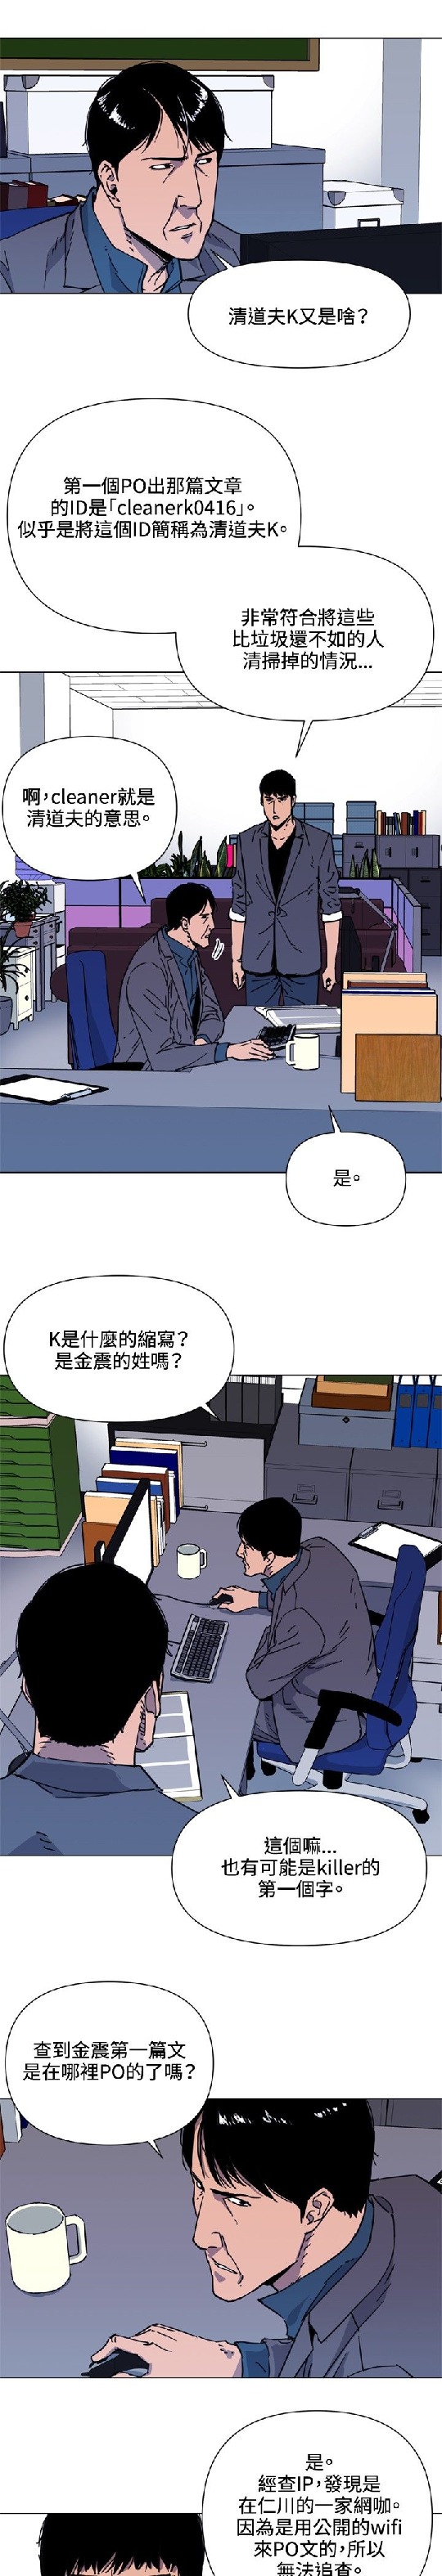 清道夫K又是啥？
第一個PO出那篇文章
的ID是「cleanerk0416」。
似乎是將這個ID簡稱為清道夫K。
非常符合將這些
比垃圾還不如的人
清掃掉的情況...
啊，cleaner就是
清道夫的意思。
是。
K是什麼的縮寫？
是金震的姓嗎？
這個嘛...
也有可能是killer的
第一個字。
查到金震第一篇文
是在哪裡PO的了嗎？
是。
經查IP，發現是
在仁川的一家網咖。
因為是用公開的wifi
來PO文的，所以
無法追查。